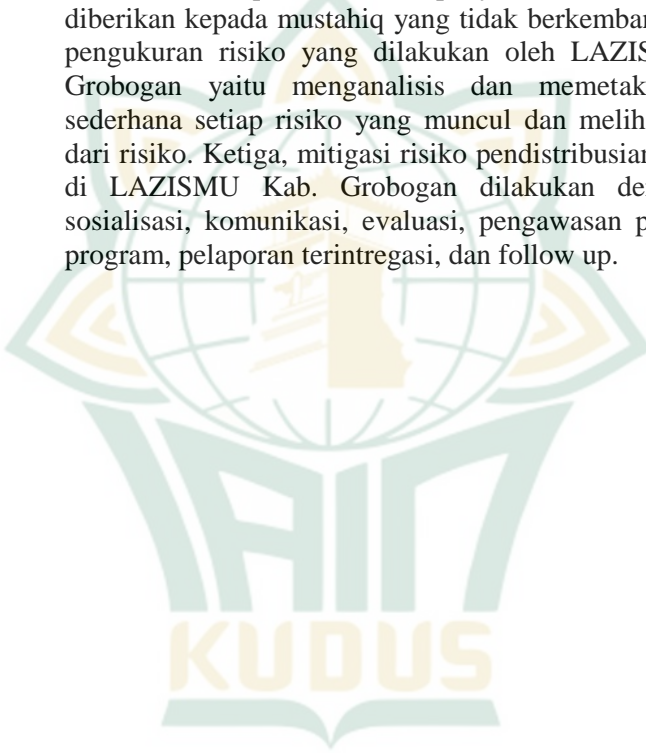 diberikan kepada mustahiq yang tidak berkemban
pengukuran risiko yang dilakukan oleh LAZIS
Grobogan yaitu menganalisis dan memetak
sederhana setiap risiko yang muncul dan melih
dari risiko. Ketiga, mitigasi risiko pendistribusian
di LAZISMU Kab. Grobogan dilakukan de
sosialisasi, komunikasi, evaluasi, pengawasan p
program, pelaporan terintregasi, dan follow up.
IAIN
KUDUS